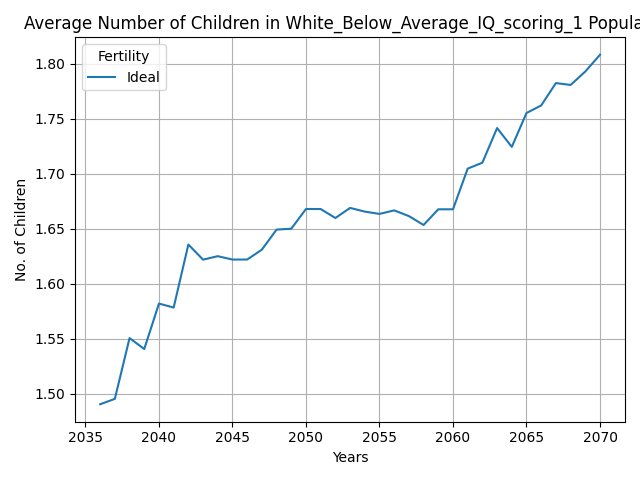 Average Number of Children in White_Below_Average_IQ_scoring_1 Popula
Fertility
Ideal
1.80
1.75
1.70
1.65
1.60
1.55
1.50
No. of Children
2035 2040 2045 2050 2055 2060 2065 2070
Years